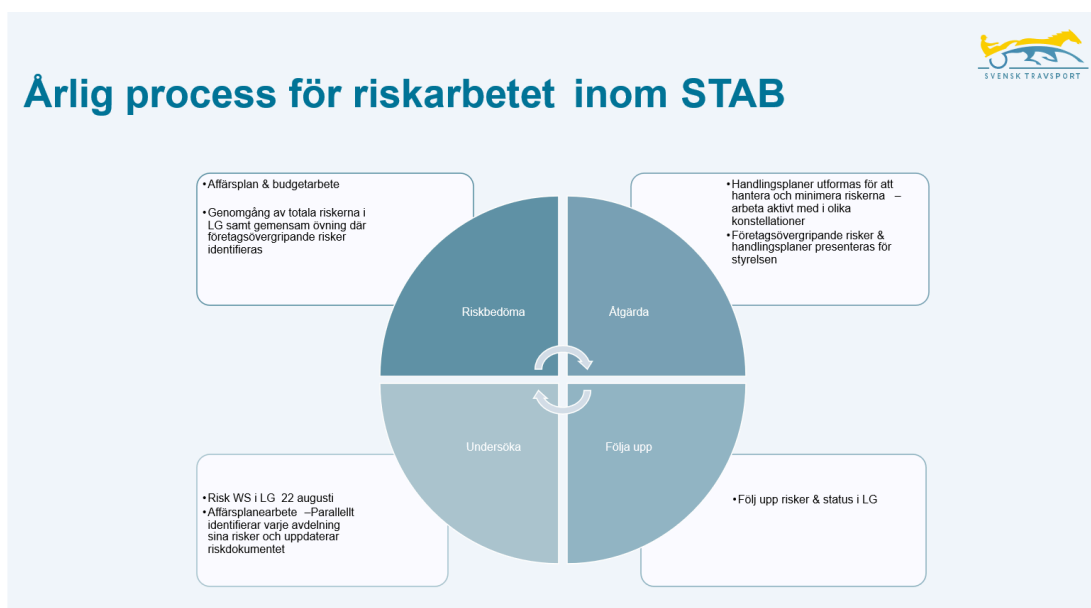 SVENSK TRAVSPORT
Årlig process för riskarbetet inom STAB
•Affärsplan & budgetarbete
•Genomgång av totala riskerna i
LG samt gemensam övning där
företagsövergripande risker
identifieras
•Handlingsplaner utformas för att
hantera och minimera riskerna –
arbeta aktivt med i olika
konstellationer
•Företagsövergripande risker &
handlingsplaner presenteras för
styrelsen
Riskbedöma
Åtgärda
Undersöka
Följa upp
•Risk WS i LG 22 augusti
•Affärsplanearbete –Parallellt
identifierar varje avdelning
sina risker och uppdaterar
riskdokumentet
•Följ upp risker & status i LG